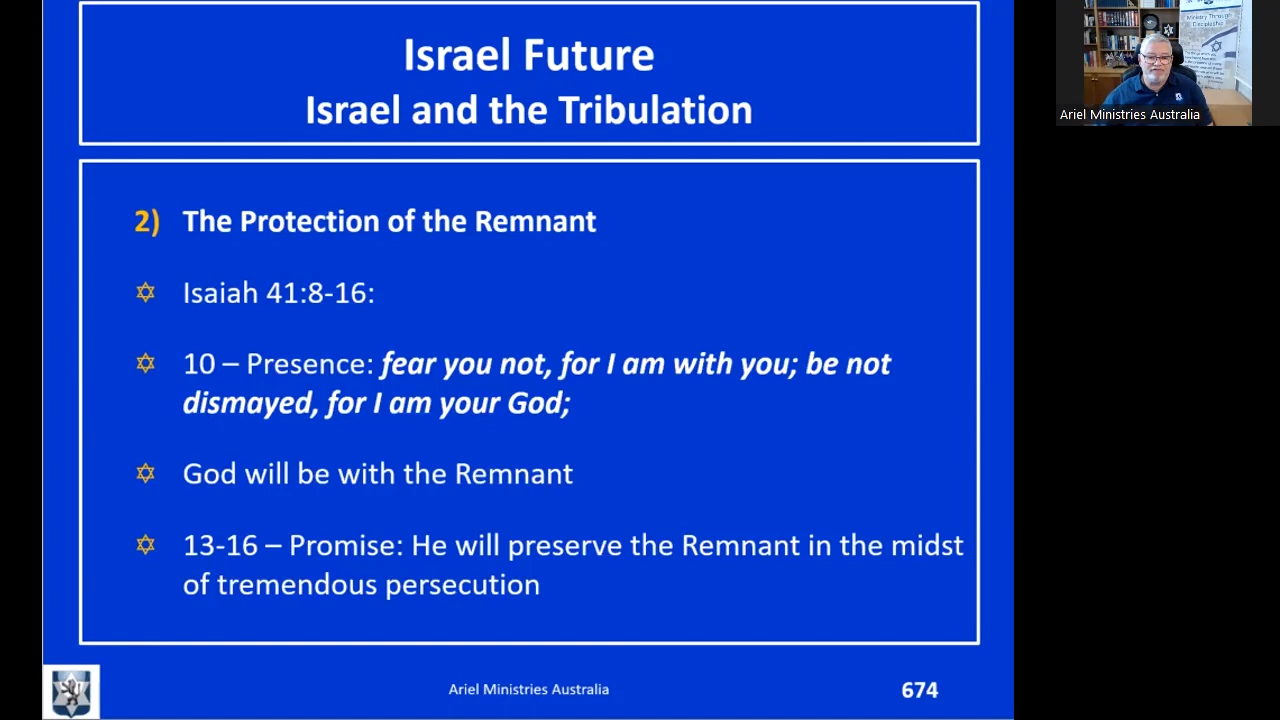 Israel Future
Israel and the Tribulation
2) The Protection of the Remnant
Isaiah 41:8-16:
10 – Presence: fear you not, for I am with you; be not
dismayed, for I am your God;
God will be with the Remnant
13-16 – Promise: He will preserve the Remnant in the midst
of tremendous persecution
Ariel Ministries Australia
674
Ministry Through
Discipleship
Ariel Ministries Australia